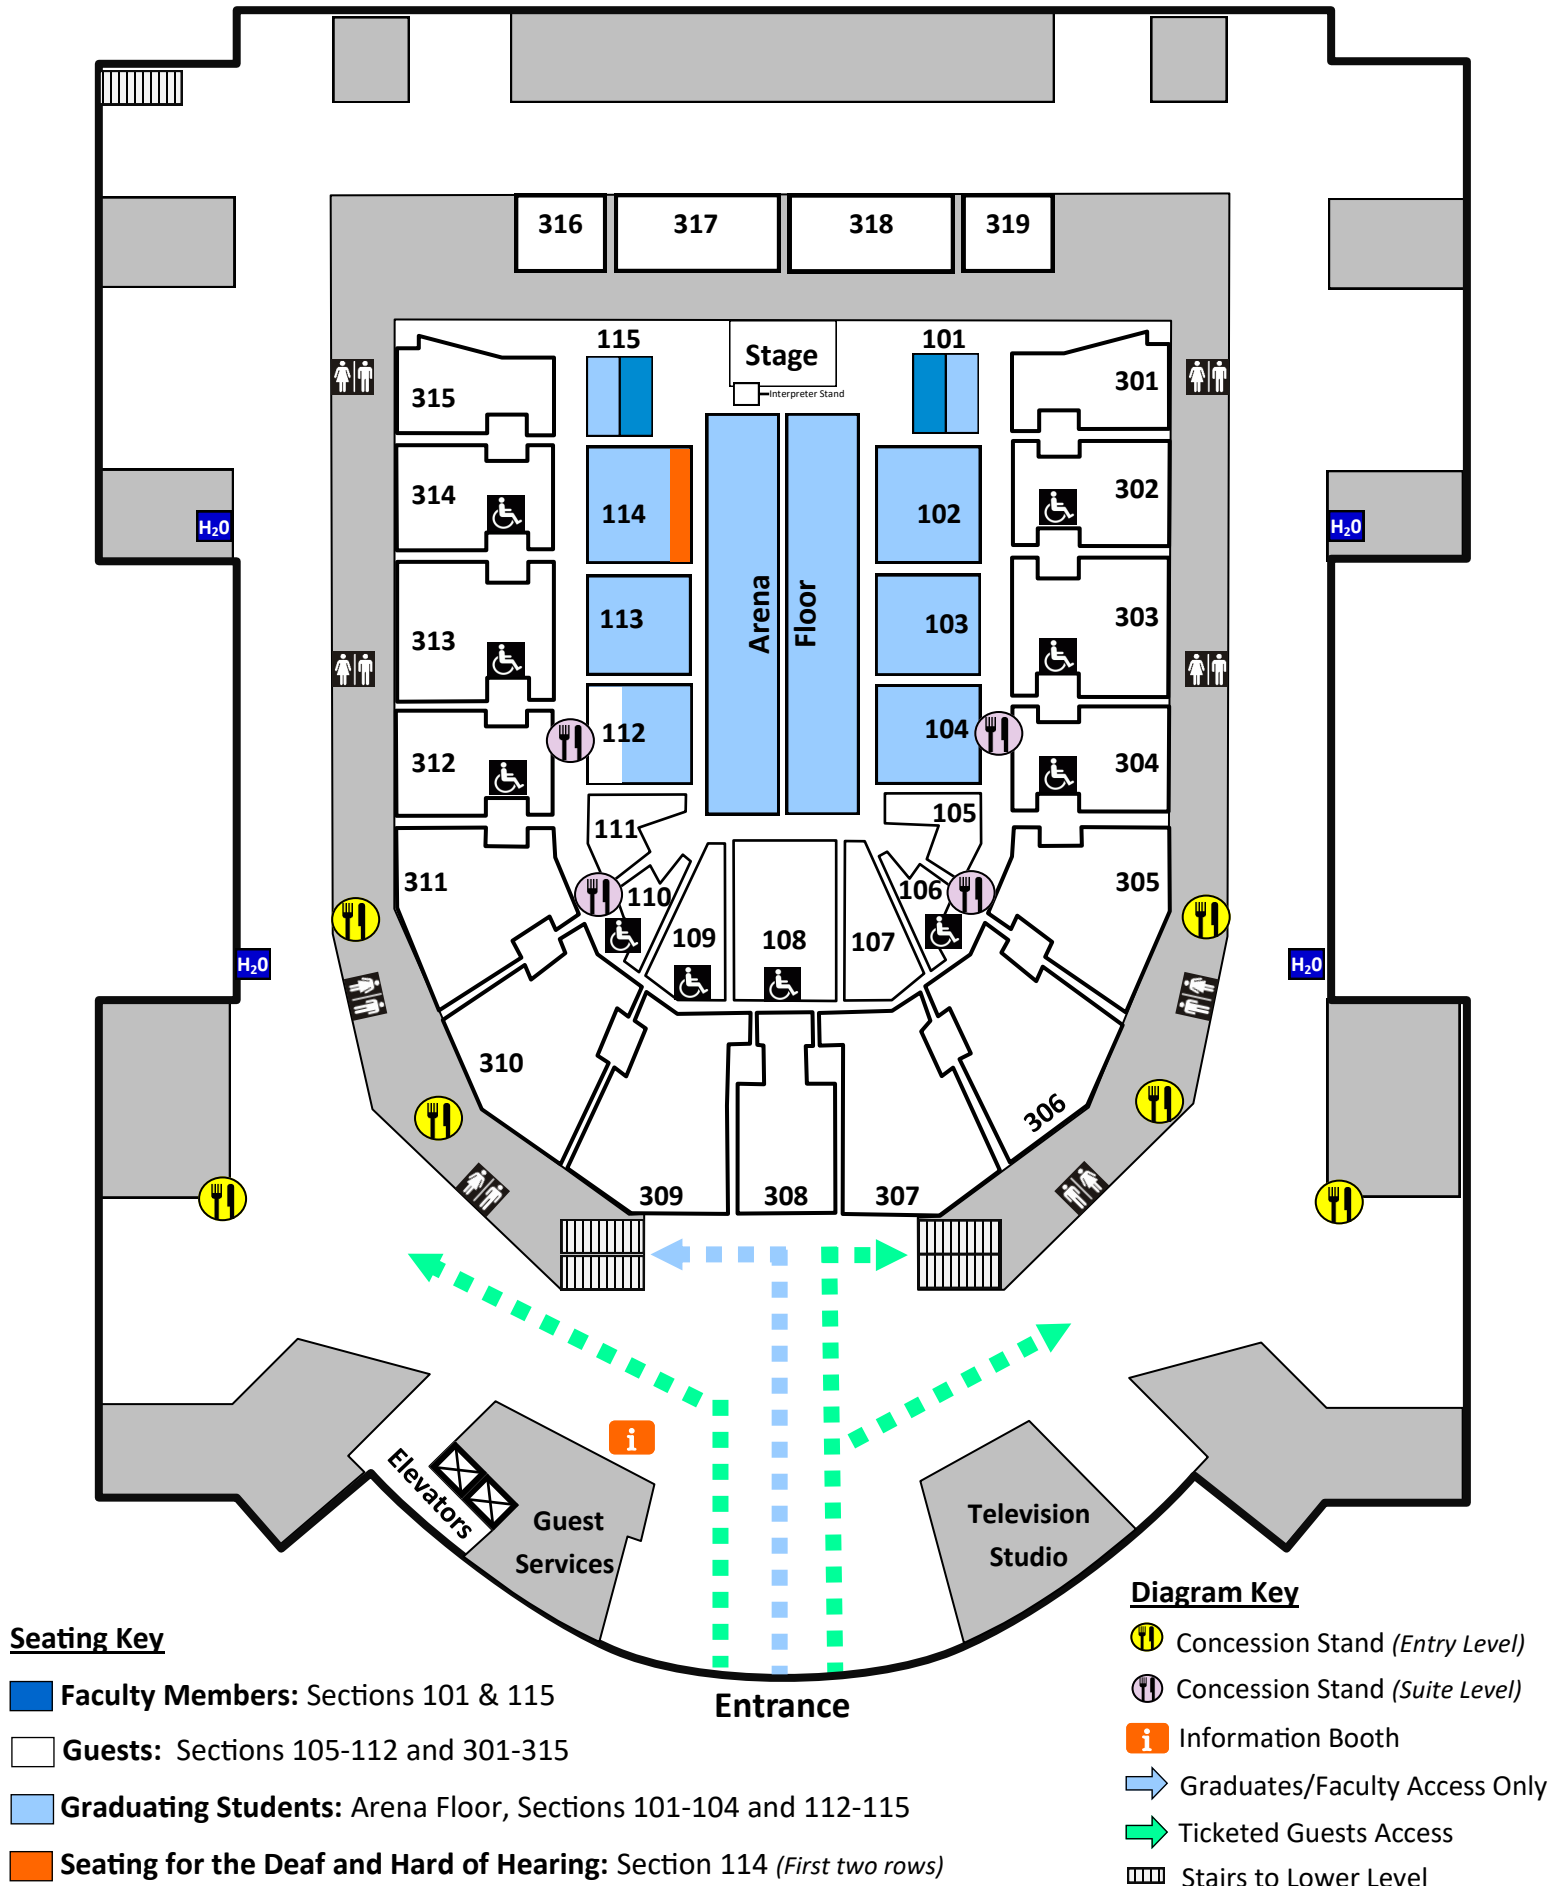 316 317 318 319
115 Stage 101
Interpreter Stand
315 301
314 114 102 302
Arena Floor
313 113 103 303
H₂0 H₂0
312 112 104 304
111 105
311 110 106 305
109 108 107
H₂0 H₂0
310 306
309 308 307
i
Elevators
Guest
Services
Television
Studio
Entrance
Seating Key
Faculty Members: Sections 101 & 115
Guests: Sections 105-112 and 301-315
Graduating Students: Arena Floor, Sections 101-104 and 112-115
Seating for the Deaf and Hard of Hearing: Section 114 (First two rows)
Diagram Key
Concession Stand (Entry Level)
Concession Stand (Suite Level)
i Information Booth
Graduates/Faculty Access Only
Ticketed Guests Access
Stairs to Lower Level